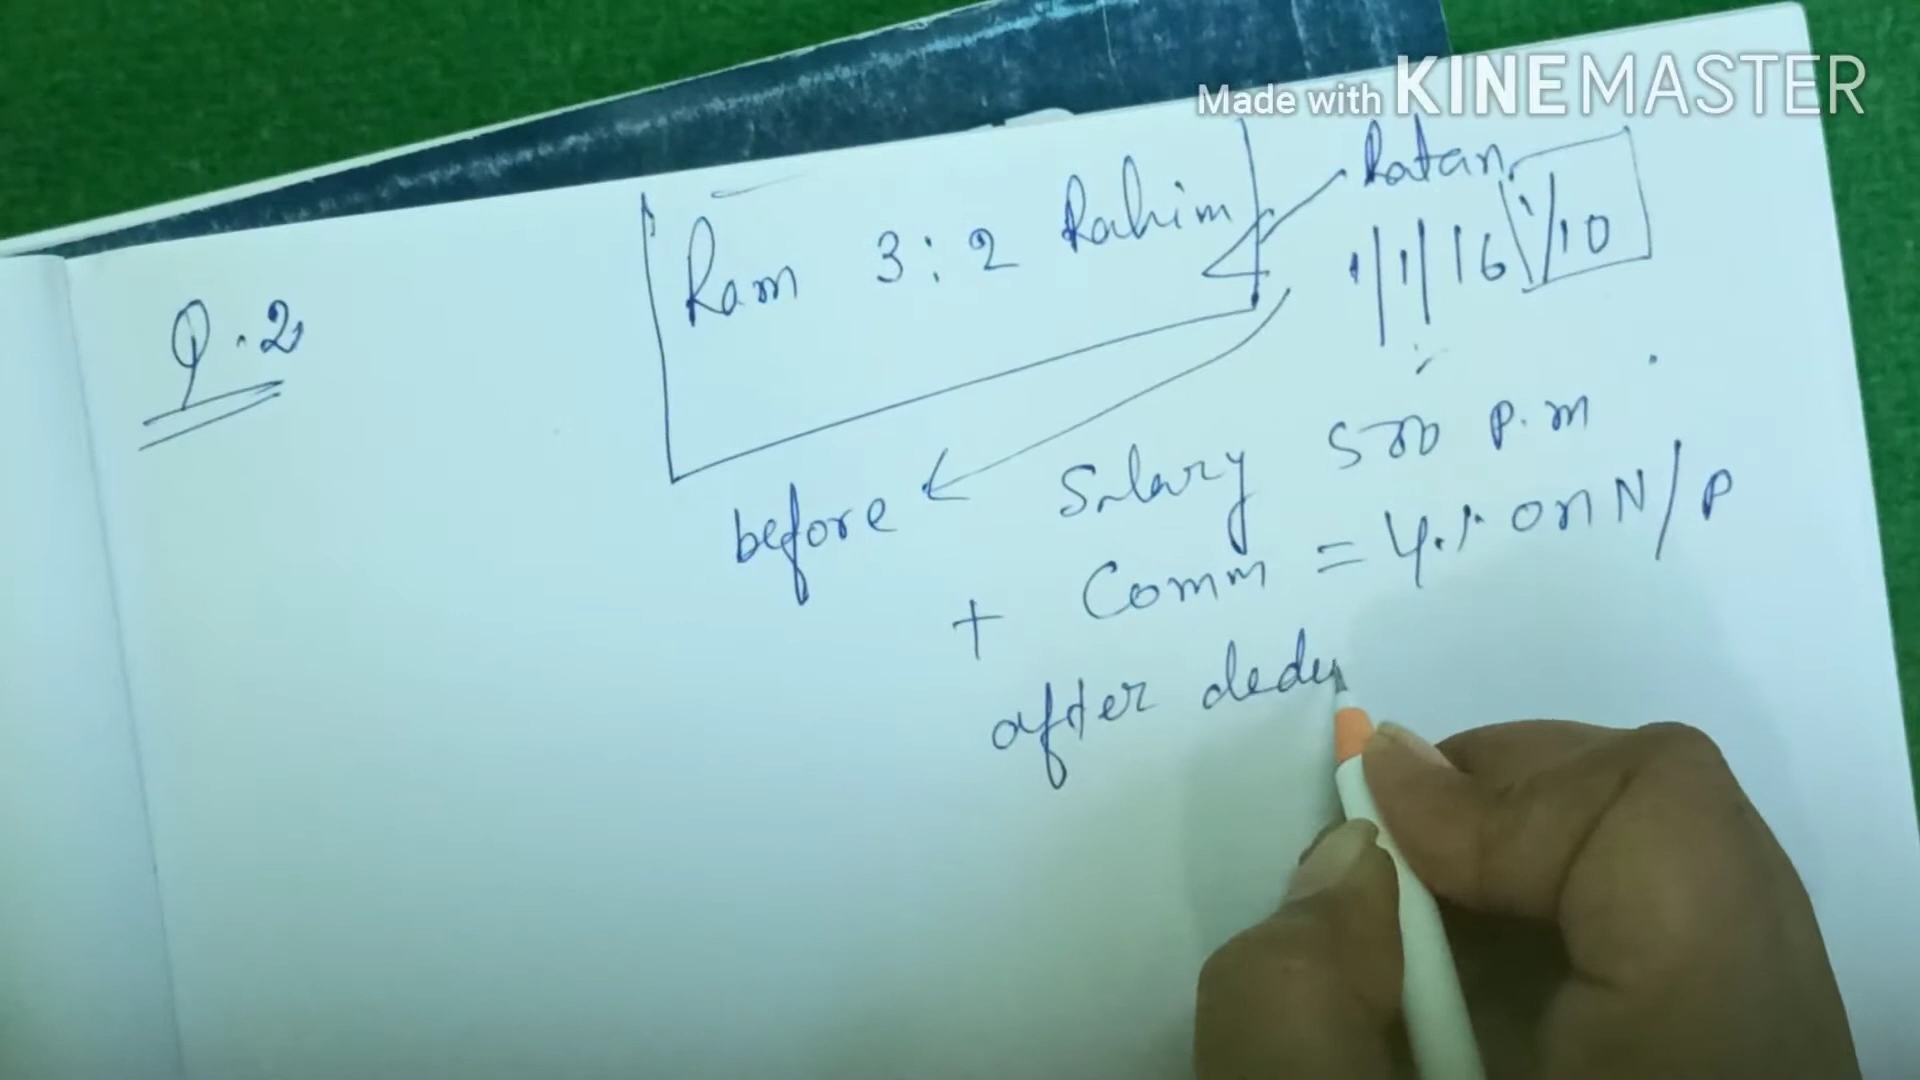 Made with KINEMASTER
Q.2
Ram 3:2 Rahim
Ratan
1/1/16 1/10
before
Salary 500 p.m
+ Comm = 4% on N/P
after dedu